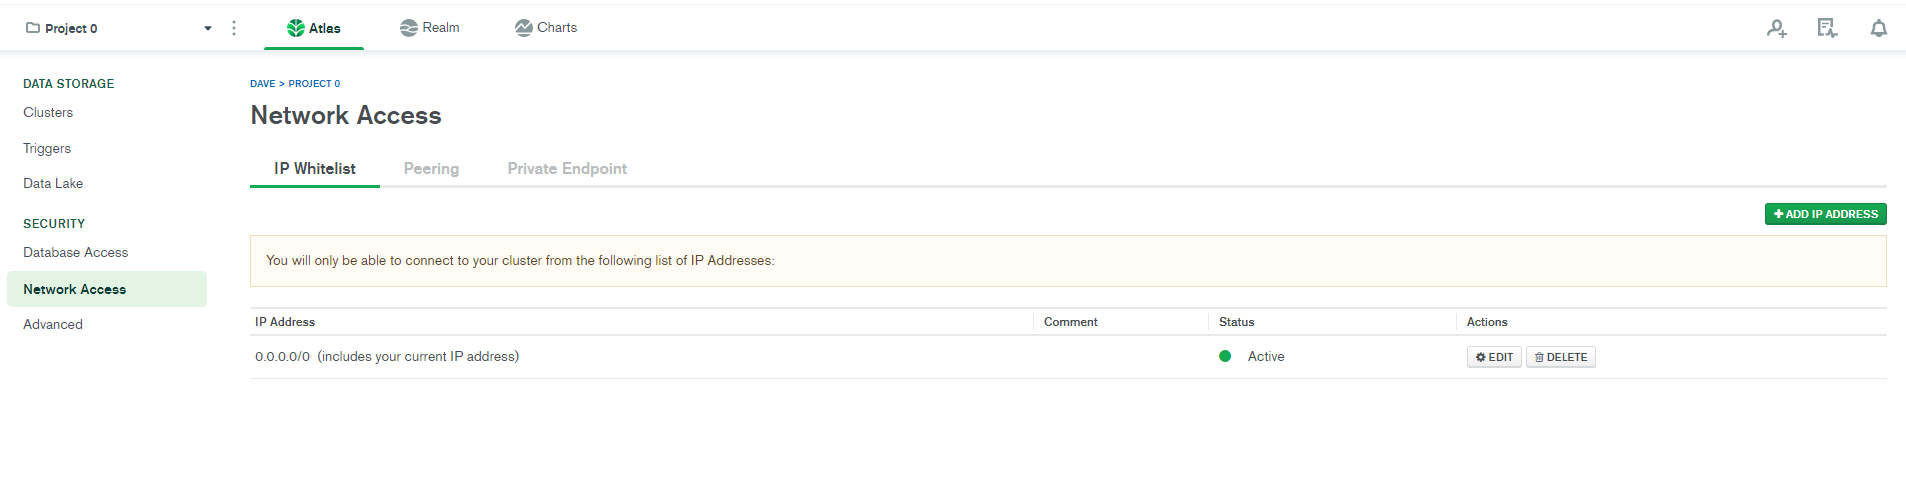 Project 0
Atlas
Realm
Charts
DATA STORAGE
Clusters
Triggers
Data Lake
SECURITY
Database Access
Network Access
Advanced
DAVE > PROJECT 0
Network Access
IP Whitelist
Peering
Private Endpoint
ADD IP ADDRESS
You will only be able to connect to your cluster from the following list of IP Addresses:
IP Address Comment Status Actions
0.0.0.0/0 (includes your current IP address) Active EDIT DELETE